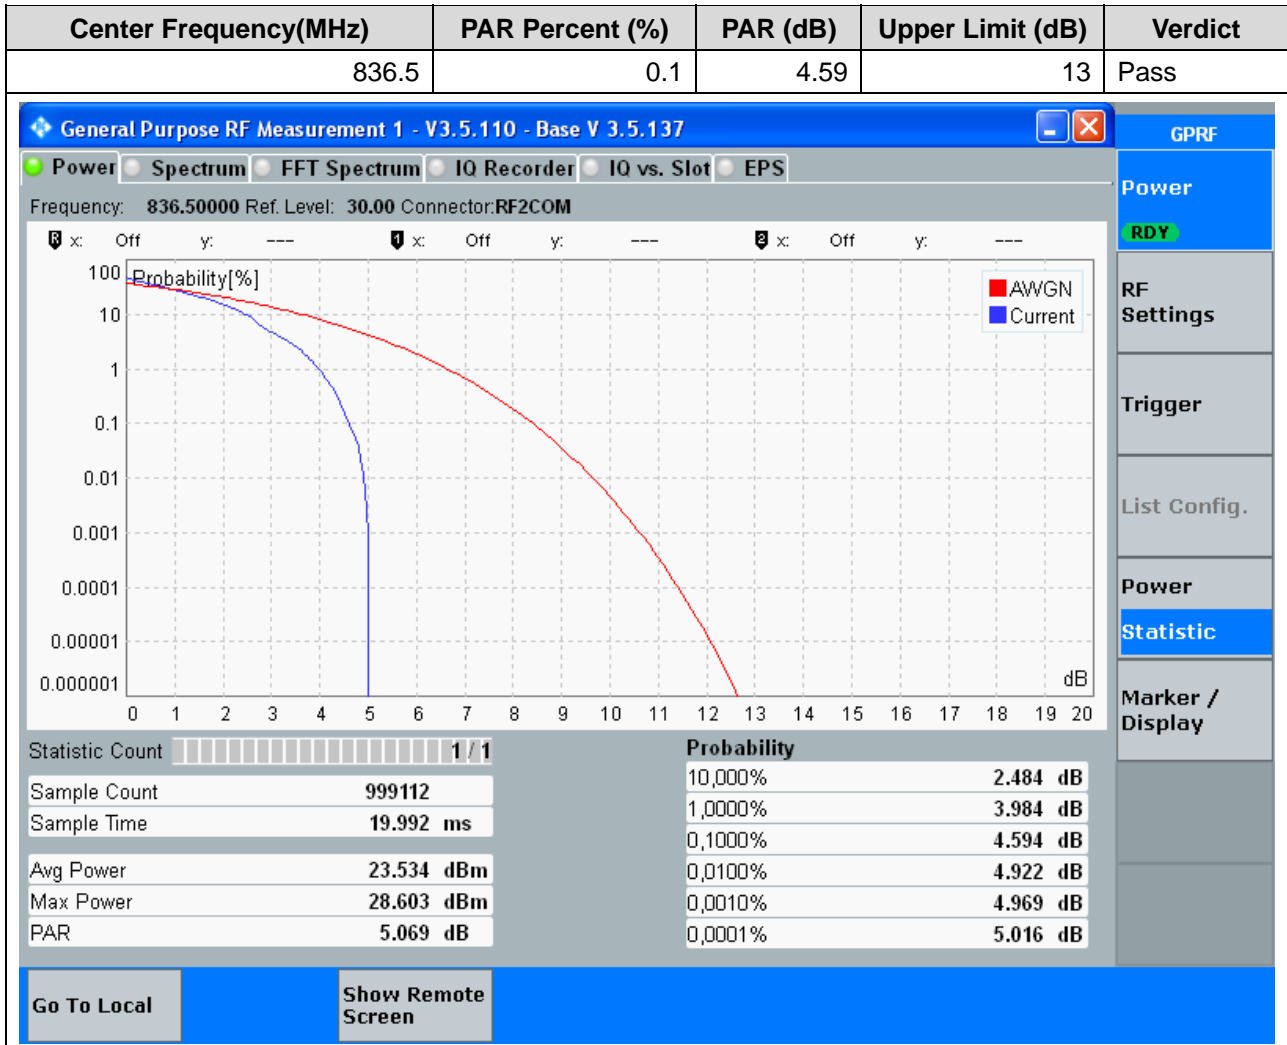 Center Frequency(MHz) PAR Percent (%) PAR (dB) Upper Limit (dB) Verdict
836.5 0.1 4.59 13 Pass
General Purpose RF Measurement 1 - V3.5.110 - Base V 3.5.137
GPRF
Power Spectrum FFT Spectrum IQ Recorder IQ vs. Slot EPS
Power
RDY
Frequency: 836.50000 Ref. Level: 30.00 Connector:RF2COM
R x: Off y: --- 1 x: Off y: --- 2 x: Off y: ---
Probability[%]
AWGN
Current
100
10
1
0.1
0.01
0.001
0.0001
0.00001
0.000001
dB
0 1 2 3 4 5 6 7 8 9 10 11 12 13 14 15 16 17 18 19 20
RF
Settings
Trigger
List Config.
Power
Statistic
Marker /
Display
Statistic Count 1 / 1
Sample Count 999112
Sample Time 19.992 ms
Avg Power 23.534 dBm
Max Power 28.603 dBm
PAR 5.069 dB
Probability
10,000% 2.484 dB
1,0000% 3.984 dB
0,1000% 4.594 dB
0,0100% 4.922 dB
0,0010% 4.969 dB
0,0001% 5.016 dB
Go To Local
Show Remote
Screen